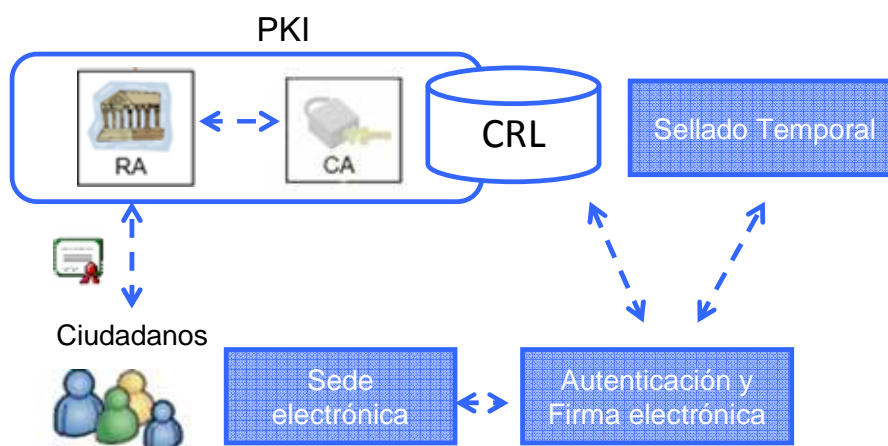 PKI
RA
CA
CRL
Sellado Temporal
Ciudadanos
Sede
electrónica
Autenticación y
Firma electrónica